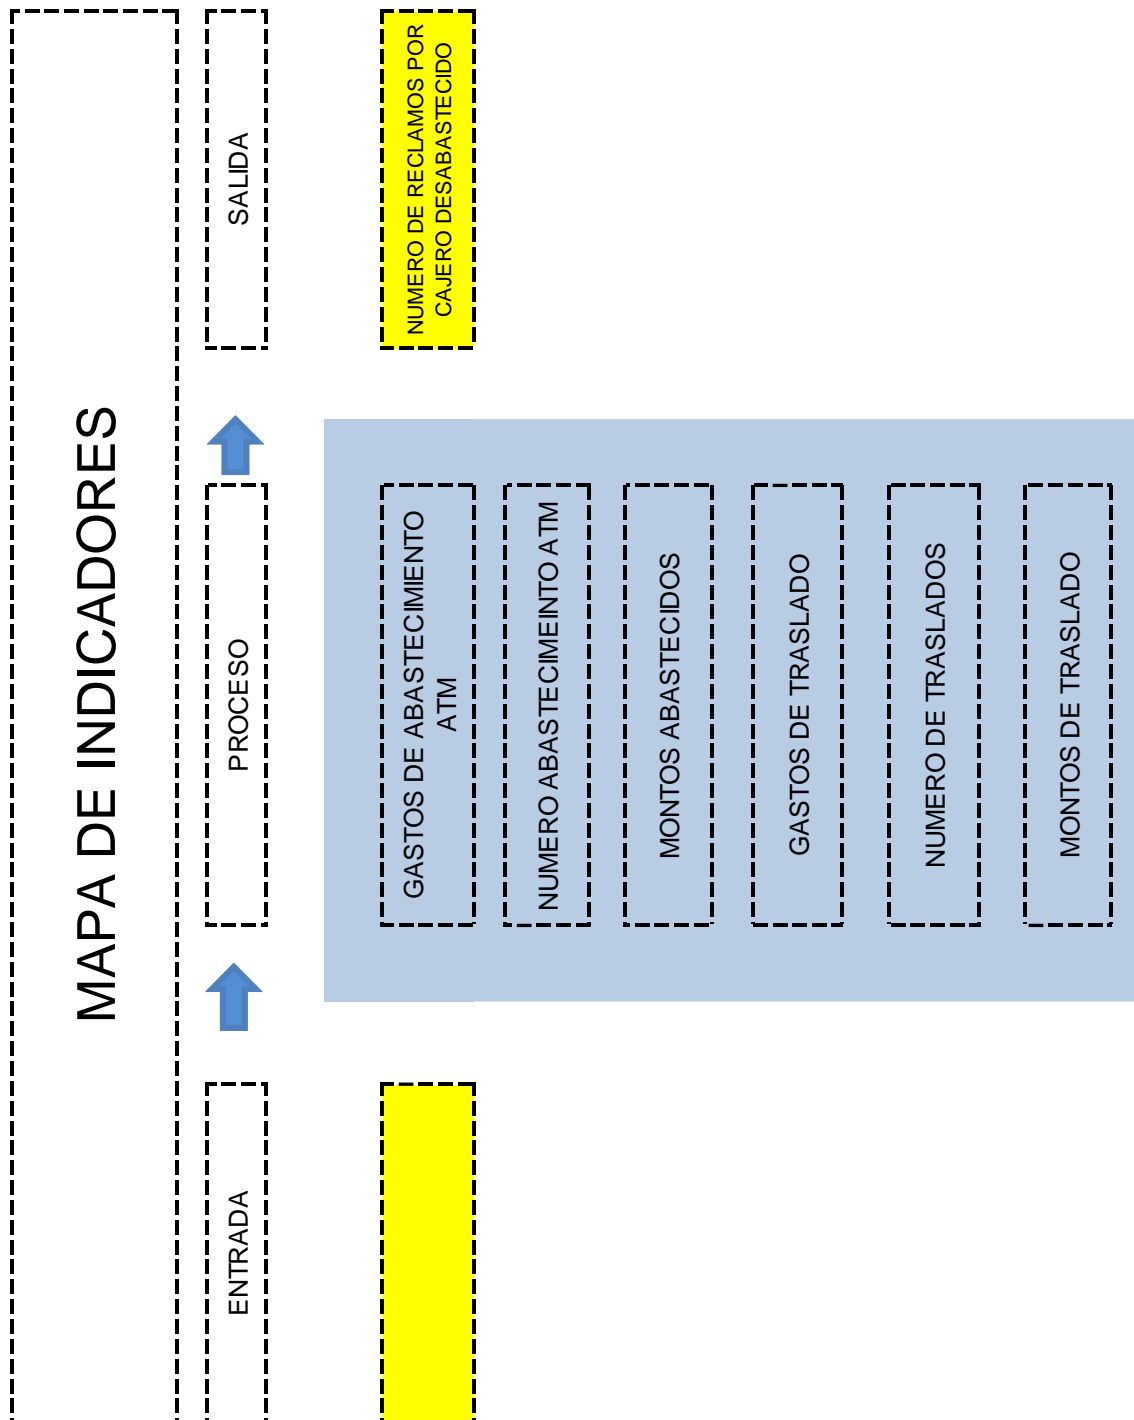 MAPA DE INDICADORES
ENTRADA
PROCESO
SALIDA
GASTOS DE ABASTECIMIENTO
ATM
NUMERO DE RECLAMOS POR
CAJERO DESABASTECIDO
NUMERO ABASTECIMEINTO ATM
MONTOS ABASTECIDOS
GASTOS DE TRASLADO
NUMERO DE TRASLADOS
MONTOS DE TRASLADO